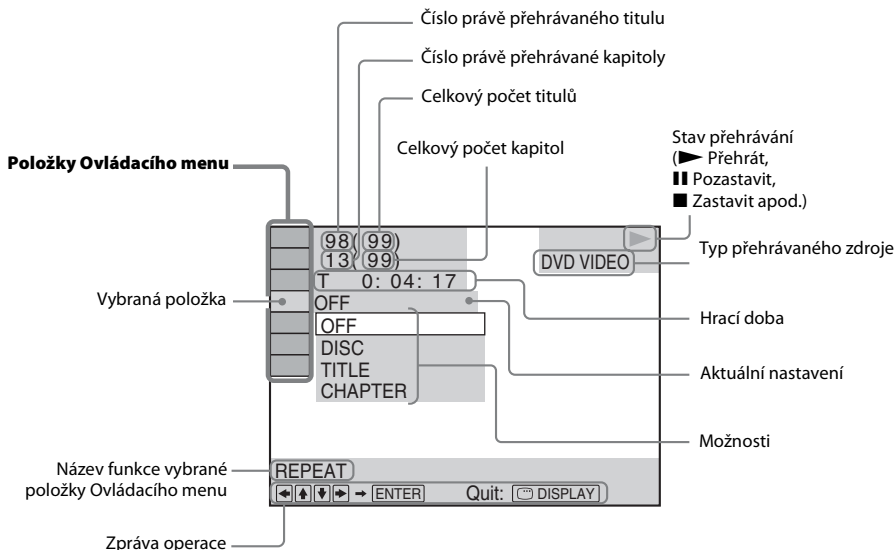 Číslo právě přehrávaného titulu
Číslo právě přehrávané kapitoly
Celkový počet titulů
Celkový počet kapitol
Stav přehrávání
(► Přehrát,
❚❚ Pozastavit,
■ Zastavit apod.)
Položky Ovládacího menu
98( 99)
13( 99)
DVD VIDEO
Typ přehrávaného zdroje
T 0: 04: 17
Vybraná položka
OFF
Hrací doba
OFF
DISC
TITLE
CHAPTER
Aktuální nastavení
Možnosti
Název funkce vybrané
položky Ovládacího menu
REPEAT
ENTER Quit: DISPLAY
Zpráva operace